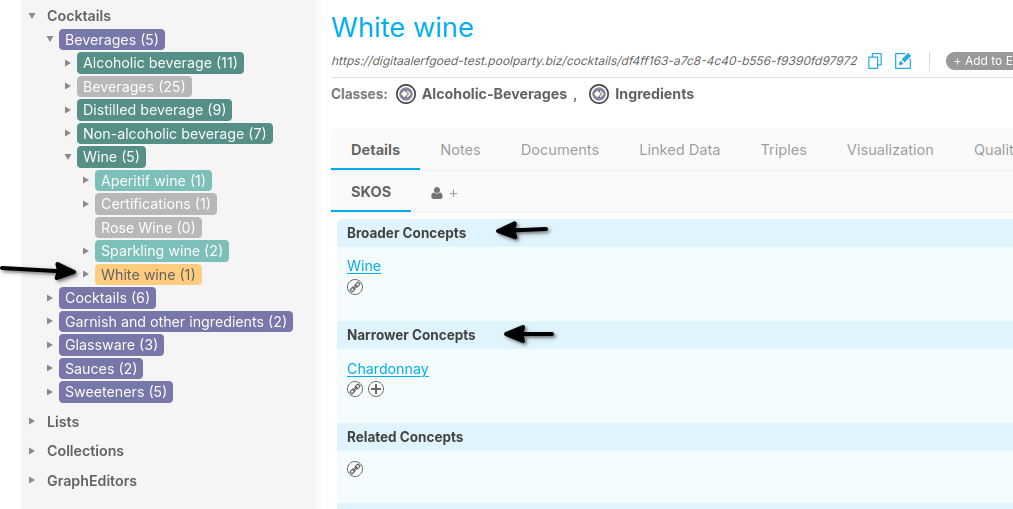 Cocktails
Beverages (5)
Alcoholic beverage (11)
Beverages (25)
Distilled beverage (9)
Non-alcoholic beverage (7)
Wine (5)
Aperitif wine (1)
Certifications (1)
Rose Wine (0)
Sparkling wine (2)
White wine (1)
Cocktails (6)
Garnish and other ingredients (2)
Glassware (3)
Sauces (2)
Sweeteners (5)
Lists
Collections
GraphEditors
White wine
https://digitaalerfgoed-test.poolparty.biz/cocktails/df4ff163-a7c8-4c40-b556-f9390fd97972 + Add to E
Classes: Alcoholic-Beverages , Ingredients
Details Notes Documents Linked Data Triples Visualization Qualit
SKOS +
Broader Concepts
Wine
Narrower Concepts
Chardonnay
Related Concepts